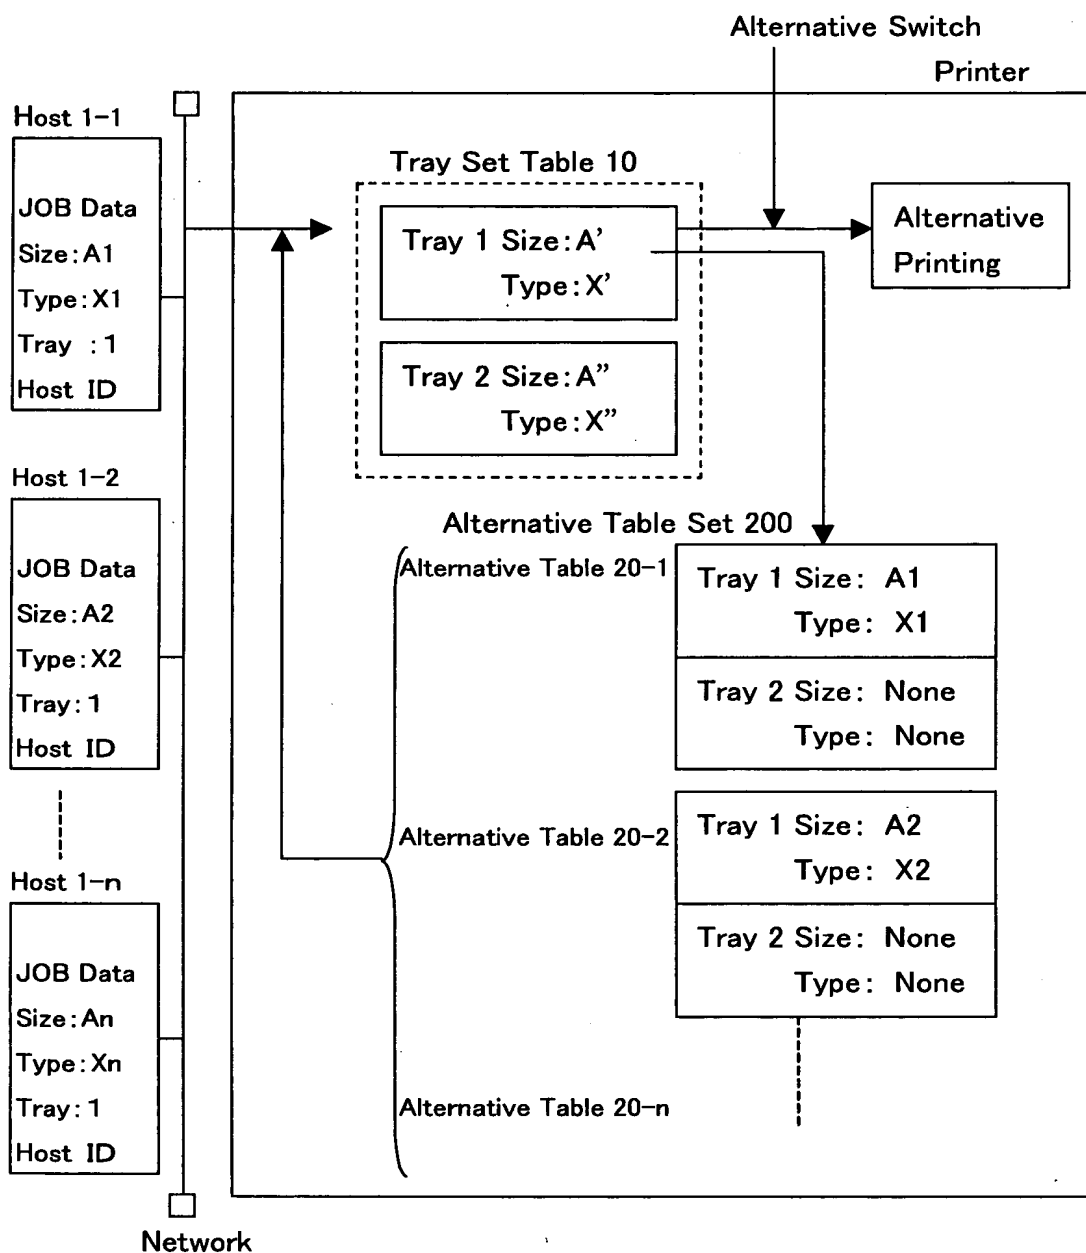 Alternative Switch
Printer
Host 1-1
JOB Data
Size:A1
Type:X1
Tray :1
Host ID
Tray Set Table 10
Tray 1 Size:A'
Type:X'
Tray 2 Size:A"
Type:X"
Alternative
Printing
Host 1-2
JOB Data
Size:A2
Type:X2
Tray:1
Host ID
Host 1-n
JOB Data
Size:An
Type:Xn
Tray:1
Host ID
Network
Alternative Table Set 200
Alternative Table 20-1
Tray 1 Size: A1
Type: X1
Tray 2 Size: None
Type: None
Alternative Table 20-2
Tray 1 Size: A2
Type: X2
Tray 2 Size: None
Type: None
Alternative Table 20-n